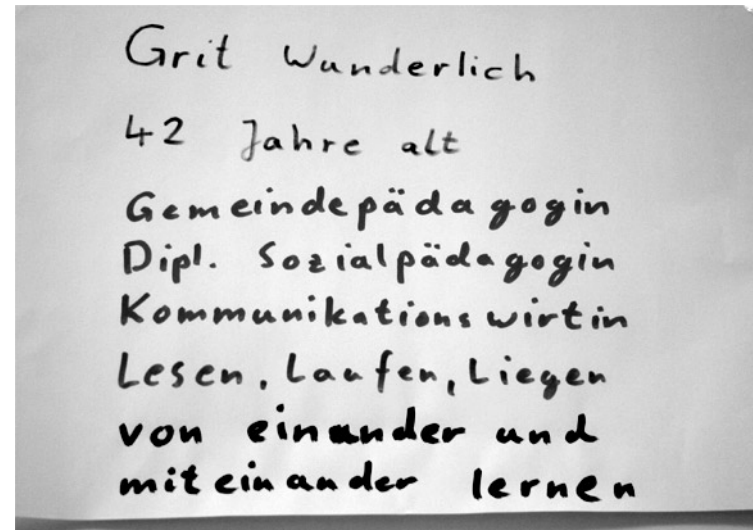 Grit Wunderlich
42 Jahre alt
Gemeindepädagogin
Dipl. Sozialpädagogin
Kommunikationswirtin
Lesen, Laufen, Liegen
von einander und
miteinander lernen